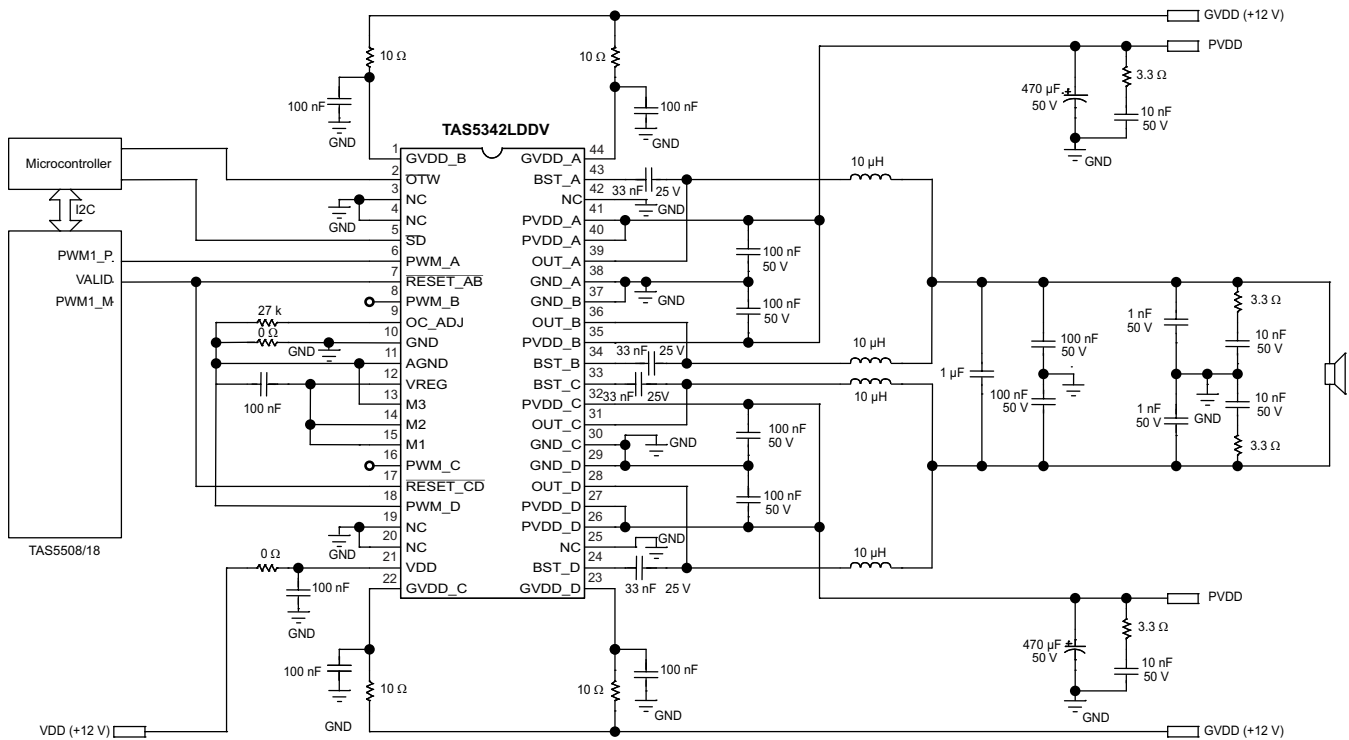 GVDD (+12 V)
PVDD
10 Ω
10 Ω
3.3 Ω
470 µF
50 V
10 nF
50 V
GND
100 nF
GND
100 nF
GND
TAS5342LDDV
Microcontroller
I2C
PWM1_P
VALID
PWM1_M
TAS5508/18
1 GVDD_B
2 OTW
3 NC
4 NC
5 SD
6 PWM_A
7 RESET_AB
8 PWM_B
9 OC_ADJ
10 GND
11 AGND
12 VREG
13 M3
14 M2
15 M1
16 PWM_C
17 RESET_CD
18 PWM_D
19 NC
20 NC
21 VDD
22 GVDD_C
GVDD_A 44
BST_A 43
NC 42
PVDD_A 41
PVDD_A 40
OUT_A 39
GND_A 38
GND_B 37
OUT_B 36
PVDD_B 35
BST_B 34
BST_C 33
PVDD_C 32
OUT_C 31
GND_C 30
GND_D 29
OUT_D 28
PVDD_D 27
PVDD_D 26
NC 25
BST_D 24
GVDD_D 23
GND
27 k
0 Ω
GND
100 nF
GND
0 Ω
100 nF
GND
33 nF 25 V
GND
100 nF
50 V
GND
100 nF
50 V
33 nF 25 V
33 nF 25V
GND
100 nF
50 V
100 nF
50 V
GND
33 nF 25 V
10 µH
10 µH
10 µH
10 µH
1 µF
100 nF
50 V
100 nF
50 V
1 nF
50 V
1 nF
50 V
GND
3.3 Ω
10 nF
50 V
10 nF
50 V
3.3 Ω
PVDD
3.3 Ω
470 µF
50 V
10 nF
50 V
GND
100 nF
10 Ω
GND
10 Ω
100 nF
GND
VDD (+12 V)
GVDD (+12 V)